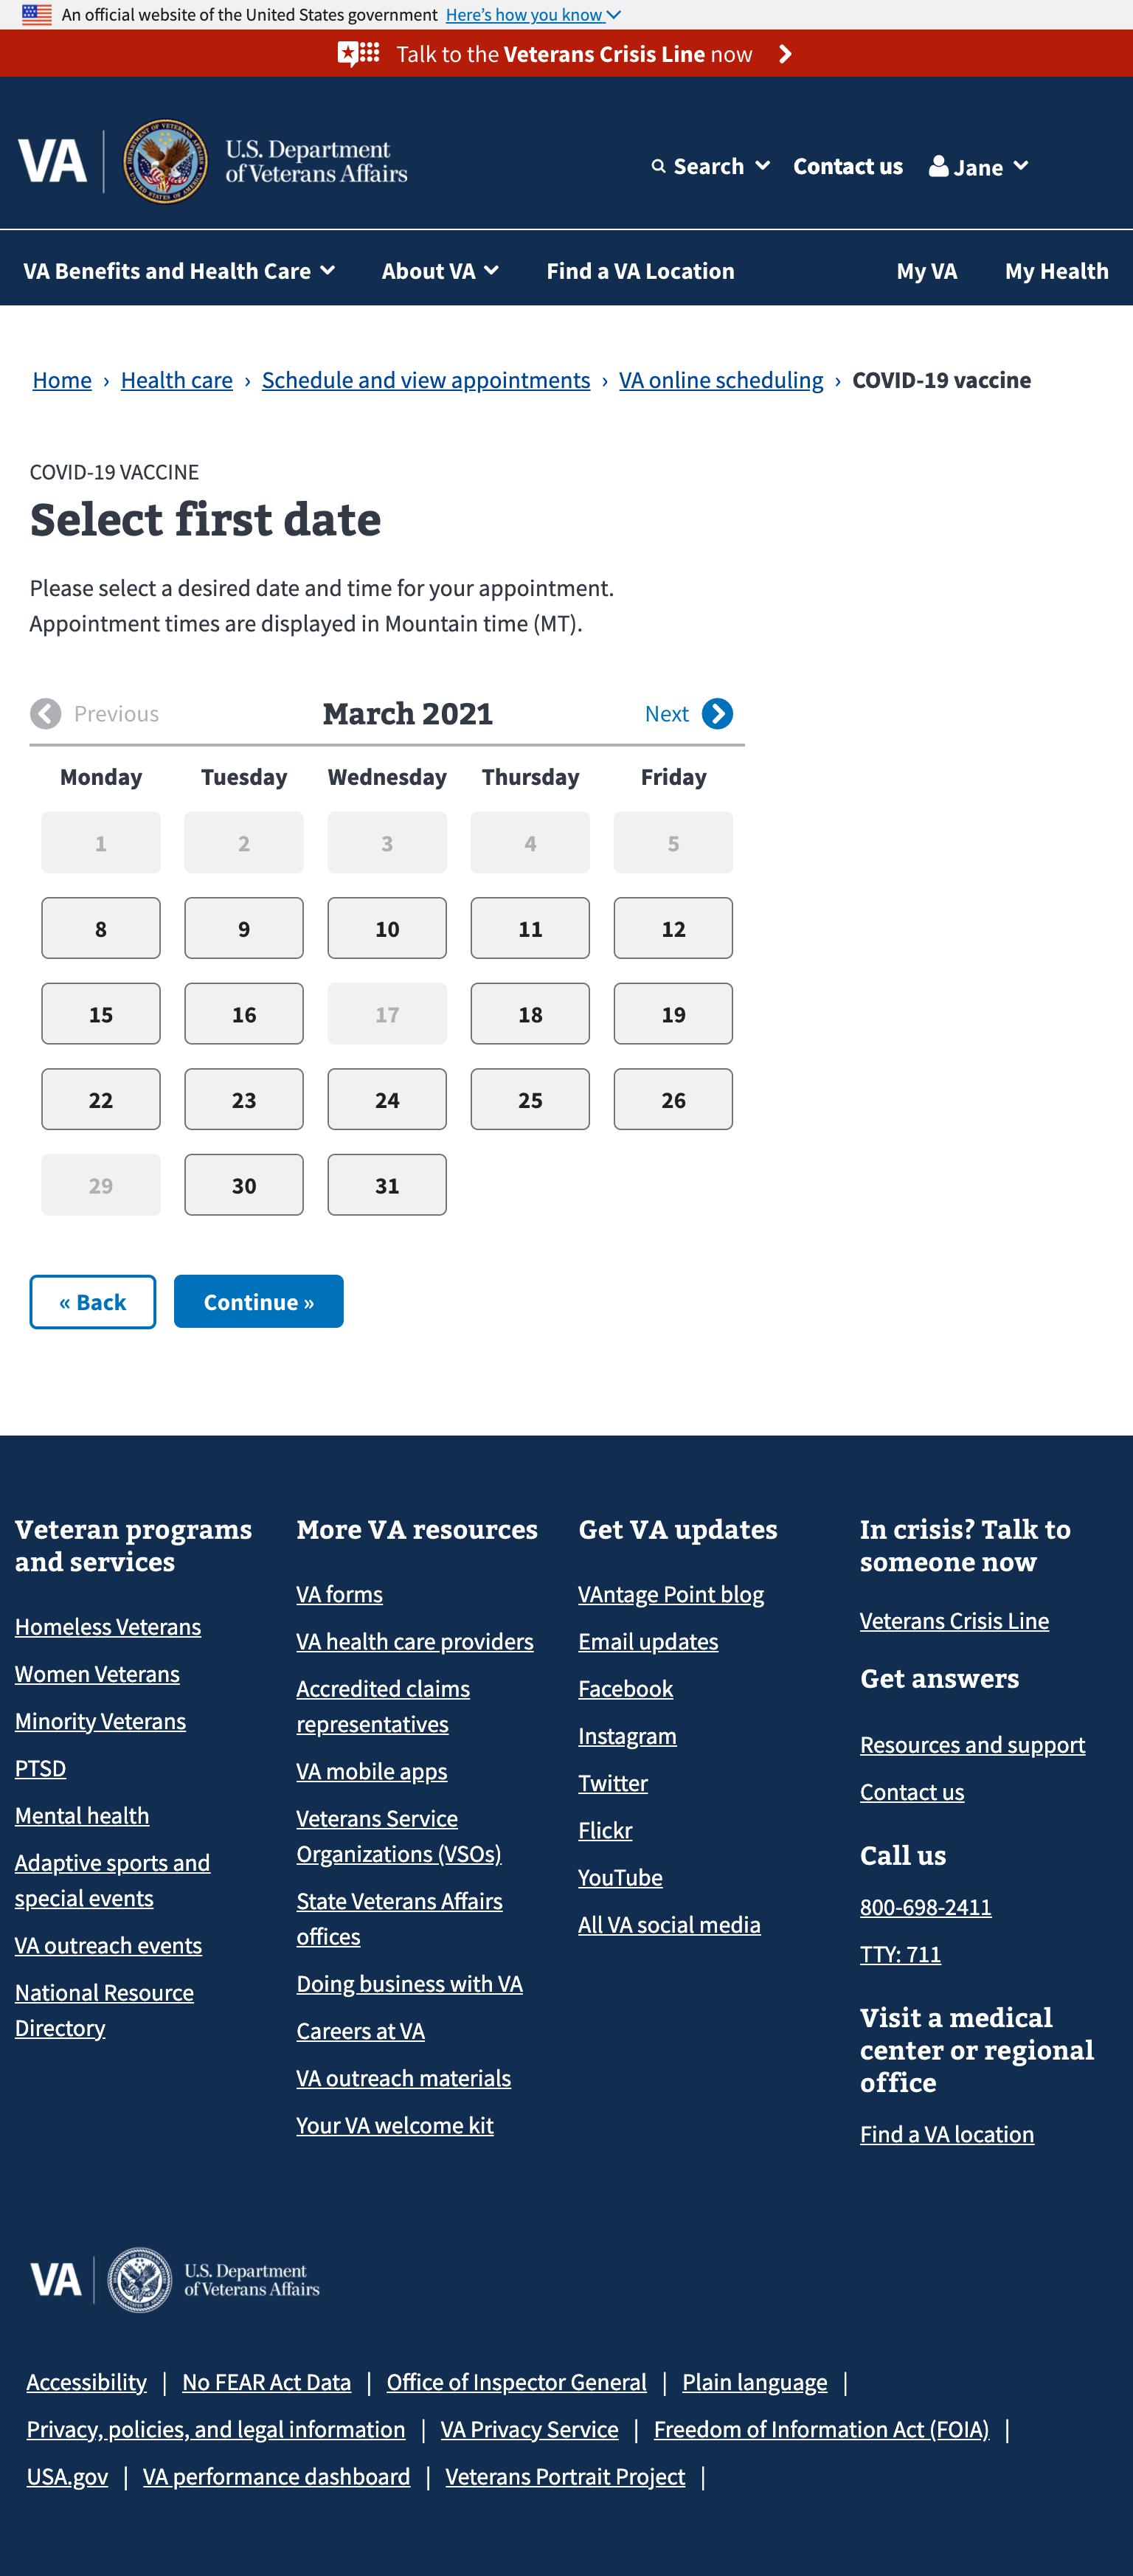 An official website of the United States government Here's how you know
Talk to the Veterans Crisis Line now
VA U.S. Department
of Veterans Affairs
Search Contact us Jane
VA Benefits and Health Care About VA Find a VA Location My VA My Health
Home › Health care › Schedule and view appointments › VA online scheduling › COVID-19 vaccine
COVID-19 VACCINE
Select first date
Please select a desired date and time for your appointment.
Appointment times are displayed in Mountain time (MT).
Previous March 2021 Next
Monday Tuesday Wednesday Thursday Friday
1 2 3 4 5
8 9 10 11 12
15 16 17 18 19
22 23 24 25 26
29 30 31
« Back Continue »
Veteran programs
and services
Homeless Veterans
Women Veterans
Minority Veterans
PTSD
Mental health
Adaptive sports and
special events
VA outreach events
National Resource
Directory
More VA resources
VA forms
VA health care providers
Accredited claims
representatives
VA mobile apps
Veterans Service
Organizations (VSOs)
State Veterans Affairs
offices
Doing business with VA
Careers at VA
VA outreach materials
Your VA welcome kit
Get VA updates
VAntage Point blog
Email updates
Facebook
Instagram
Twitter
Flickr
YouTube
All VA social media
In crisis? Talk to
someone now
Veterans Crisis Line
Get answers
Resources and support
Contact us
Call us
800-698-2411
TTY: 711
Visit a medical
center or regional
office
Find a VA location
VA U.S. Department
of Veterans Affairs
Accessibility | No FEAR Act Data | Office of Inspector General | Plain language |
Privacy, policies, and legal information | VA Privacy Service | Freedom of Information Act (FOIA) |
USA.gov | VA performance dashboard | Veterans Portrait Project |